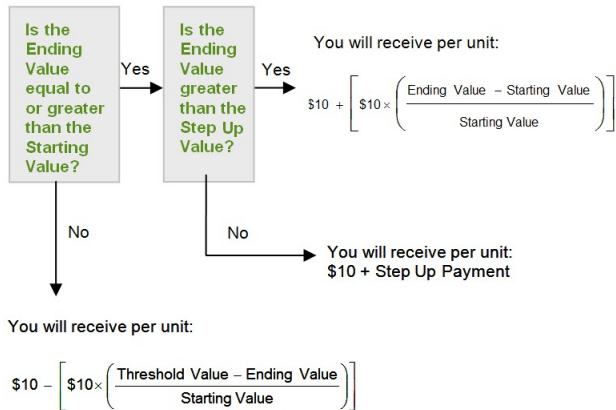 Is the
Ending
Value
equal to
or greater
than the
Starting
Value?
Yes
Is the
Ending
Value
greater
than the
Step Up
Value?
Yes
You will receive per unit:
$10 + [ $10 × ( Ending Value – Starting Value
Starting Value ) ]
No
No
You will receive per unit:
$10 + Step Up Payment
You will receive per unit:
$10 – [ $10 × ( Threshold Value – Ending Value
Starting Value ) ]